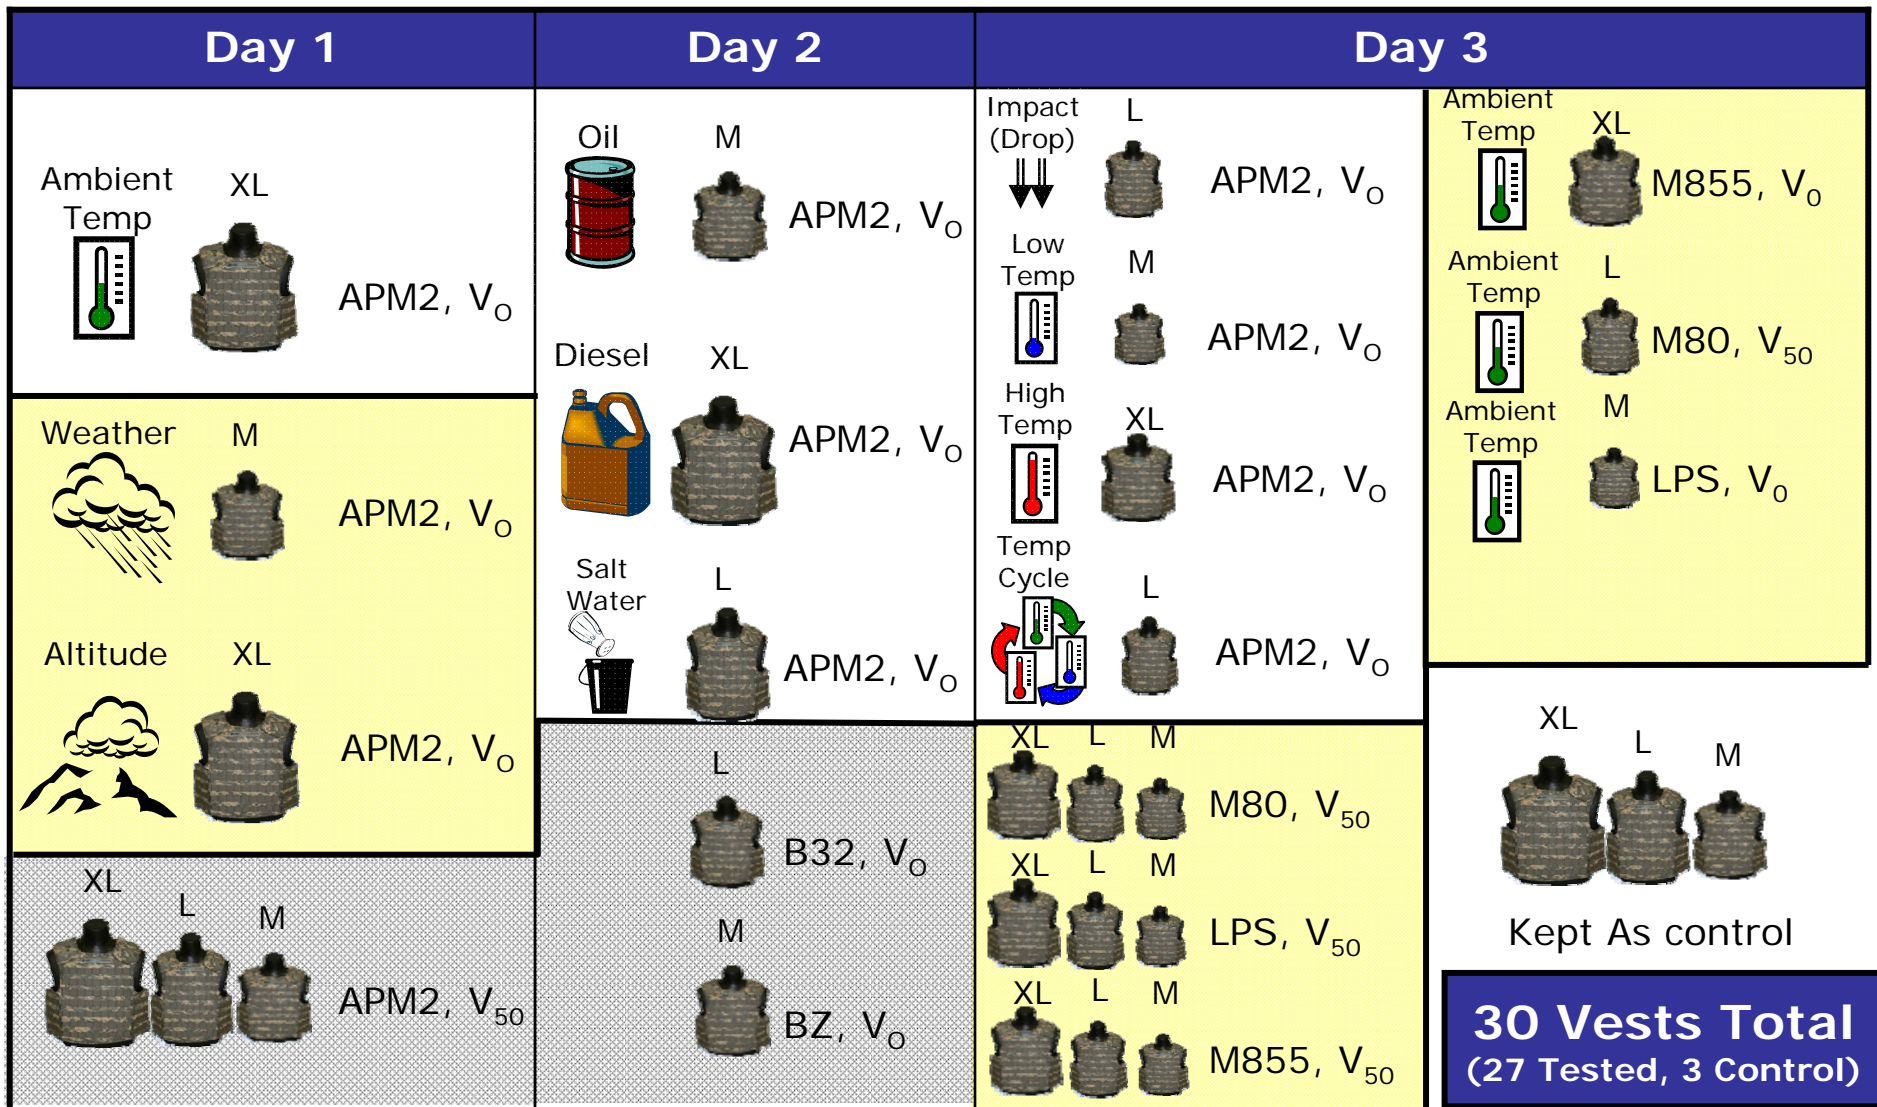 Day 1
Ambient
Temp
XL
APM2, VO
Weather
M
APM2, VO
Altitude
XL
APM2, VO
XL
L
M
APM2, V50
Day 2
Oil
M
APM2, VO
Diesel
XL
APM2, VO
Salt
Water
L
APM2, VO
L
B32, VO
M
BZ, VO
Day 3
Impact
(Drop)
L
APM2, VO
Low
Temp
M
APM2, VO
High
Temp
XL
APM2, VO
Temp
Cycle
L
APM2, VO
XL
L
M
M80, V50
XL
L
M
LPS, V50
XL
L
M
M855, V50
Ambient
Temp
XL
M855, V0
Ambient
Temp
L
M80, V50
Ambient
Temp
M
LPS, V0
XL
L
M
Kept As control
30 Vests Total
(27 Tested, 3 Control)